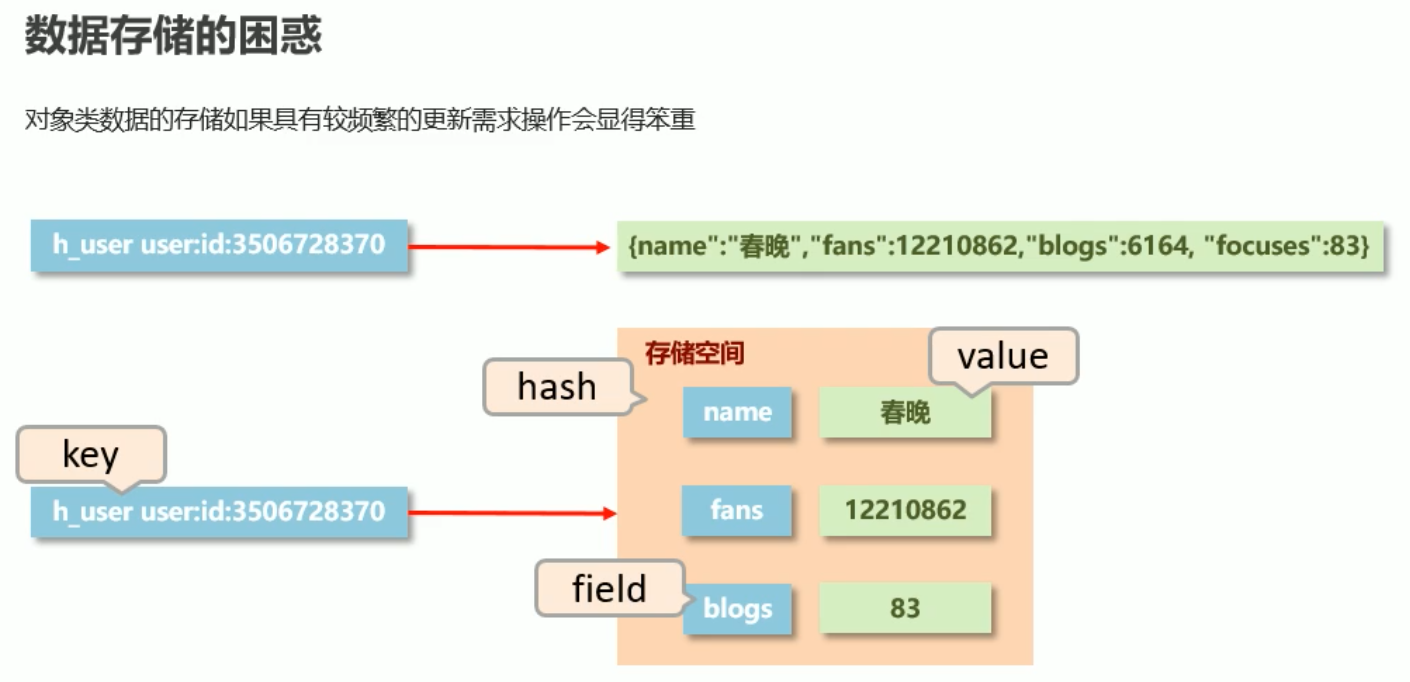 数据存储的困惑
对象类数据的存储如果具有较频繁的更新需求操作会显得笨重
h_user user:id:3506728370
{name":"春晚","fans":12210862,"blogs":6164, "focuses":83}
存储空间
value
hash
name
春晚
key
h_user user:id:3506728370
fans
12210862
field
blogs
83